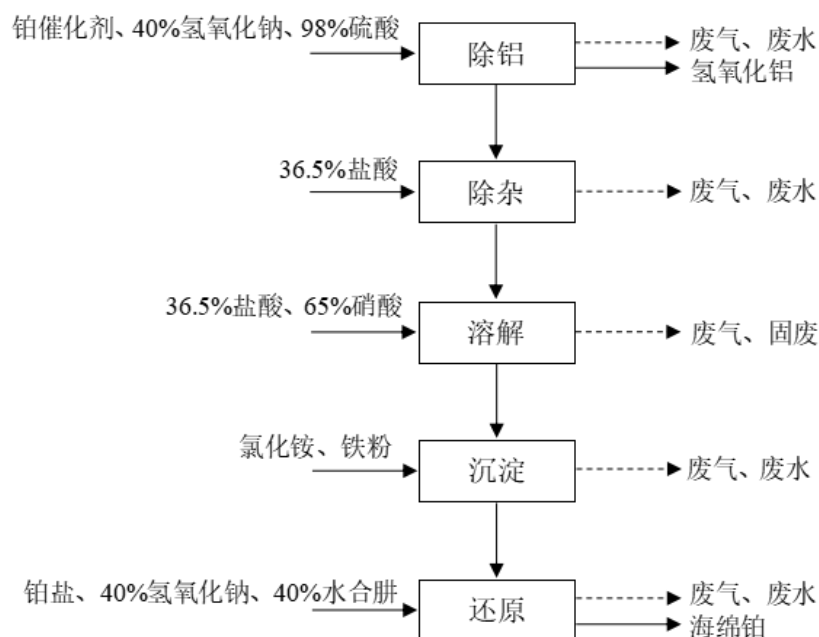 铂催化剂、40%氢氧化钠、98%硫酸
除铝
废气、废水
氢氧化铝
36.5%盐酸
除杂
废气、废水
36.5%盐酸、65%硝酸
溶解
废气、固废
氯化铵、铁粉
沉淀
废气、废水
铂盐、40%氢氧化钠、40%水合肼
还原
废气、废水
海绵铂